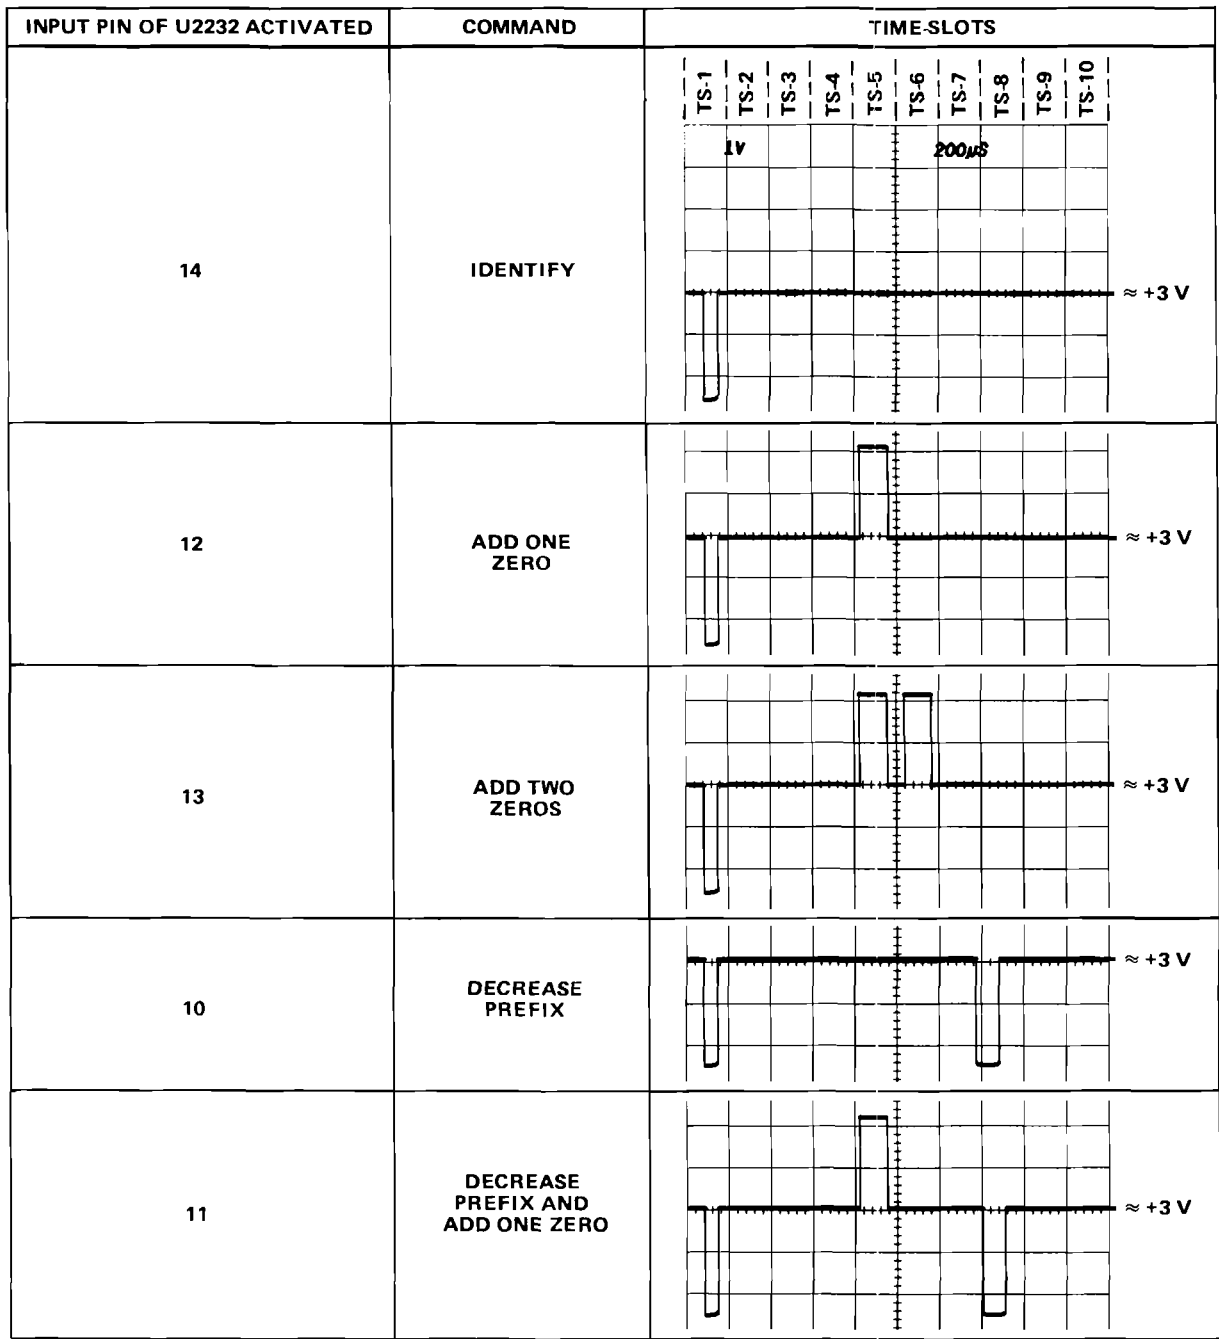 INPUT PIN OF U2232 ACTIVATED
COMMAND
TIME-SLOTS
TS-1
TS-2
TS-3
TS-4
TS-5
TS-6
TS-7
TS-8
TS-9
TS-10
1V
200µS
14
IDENTIFY
≈ +3 V
12
ADD ONE
ZERO
≈ +3 V
13
ADD TWO
ZEROS
≈ +3 V
10
DECREASE
PREFIX
≈ +3 V
11
DECREASE
PREFIX AND
ADD ONE ZERO
≈ +3 V